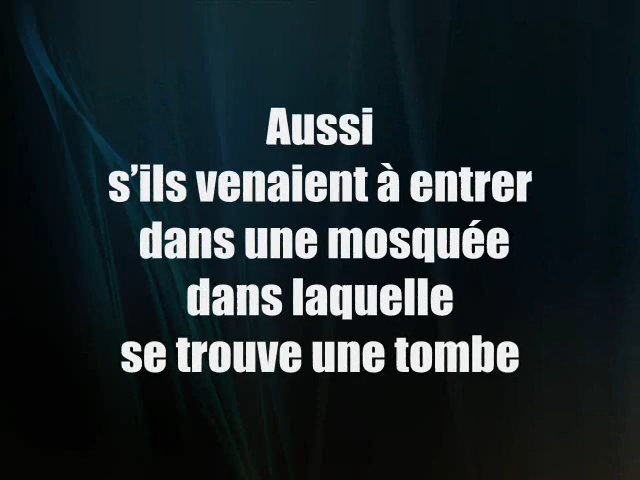 Aussi
s’ils venaient à entrer
dans une mosquée
dans laquelle
se trouve une tombe